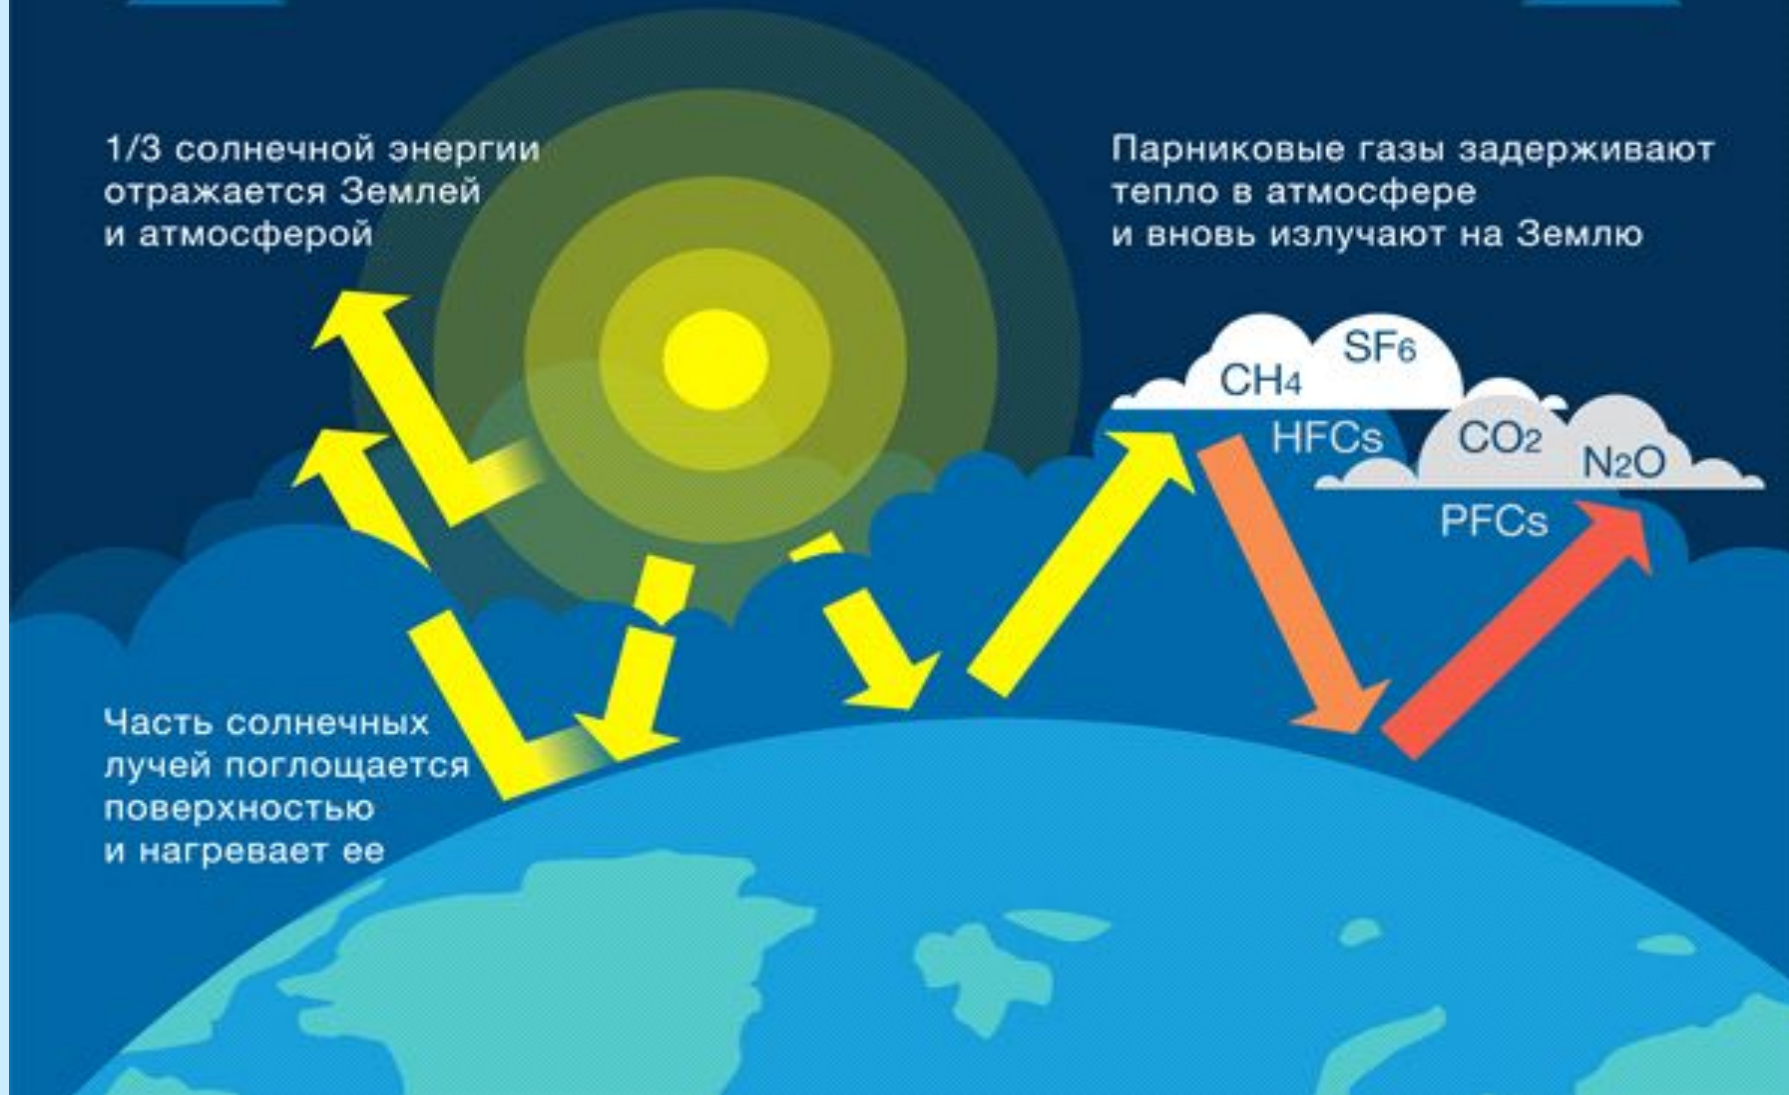 1/3 солнечной энергии
отражается Землей
и атмосферой
Парниковые газы задерживают
тепло в атмосфере
и вновь излучают на Землю
SF6
CH4
HFCs
CO2
N2O
PFCs
Часть солнечных
лучей поглощается
поверхностью
и нагревает ее